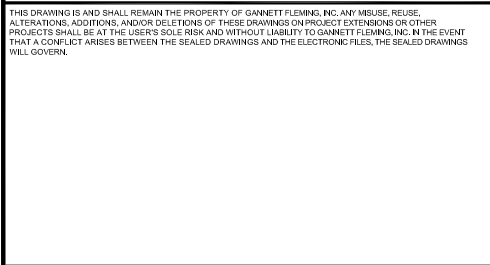 THIS DRAWING IS AND SHALL REMAIN THE PROPERTY OF GANNETT FLEMING, INC. ANY MISUSE, REUSE,
ALTERATIONS, ADDITIONS, AND/OR DELETIONS OF THESE DRAWINGS ON PROJECT EXTENSIONS OR OTHER
PROJECTS SHALL BE AT THE USER'S SOLE RISK AND WITHOUT LIABILITY TO GANNETT FLEMING, INC. IN THE EVENT
THAT A CONFLICT ARISES BETWEEN THE SEALED DRAWINGS AND THE ELECTRONIC FILES, THE SEALED DRAWINGS
WILL GOVERN.